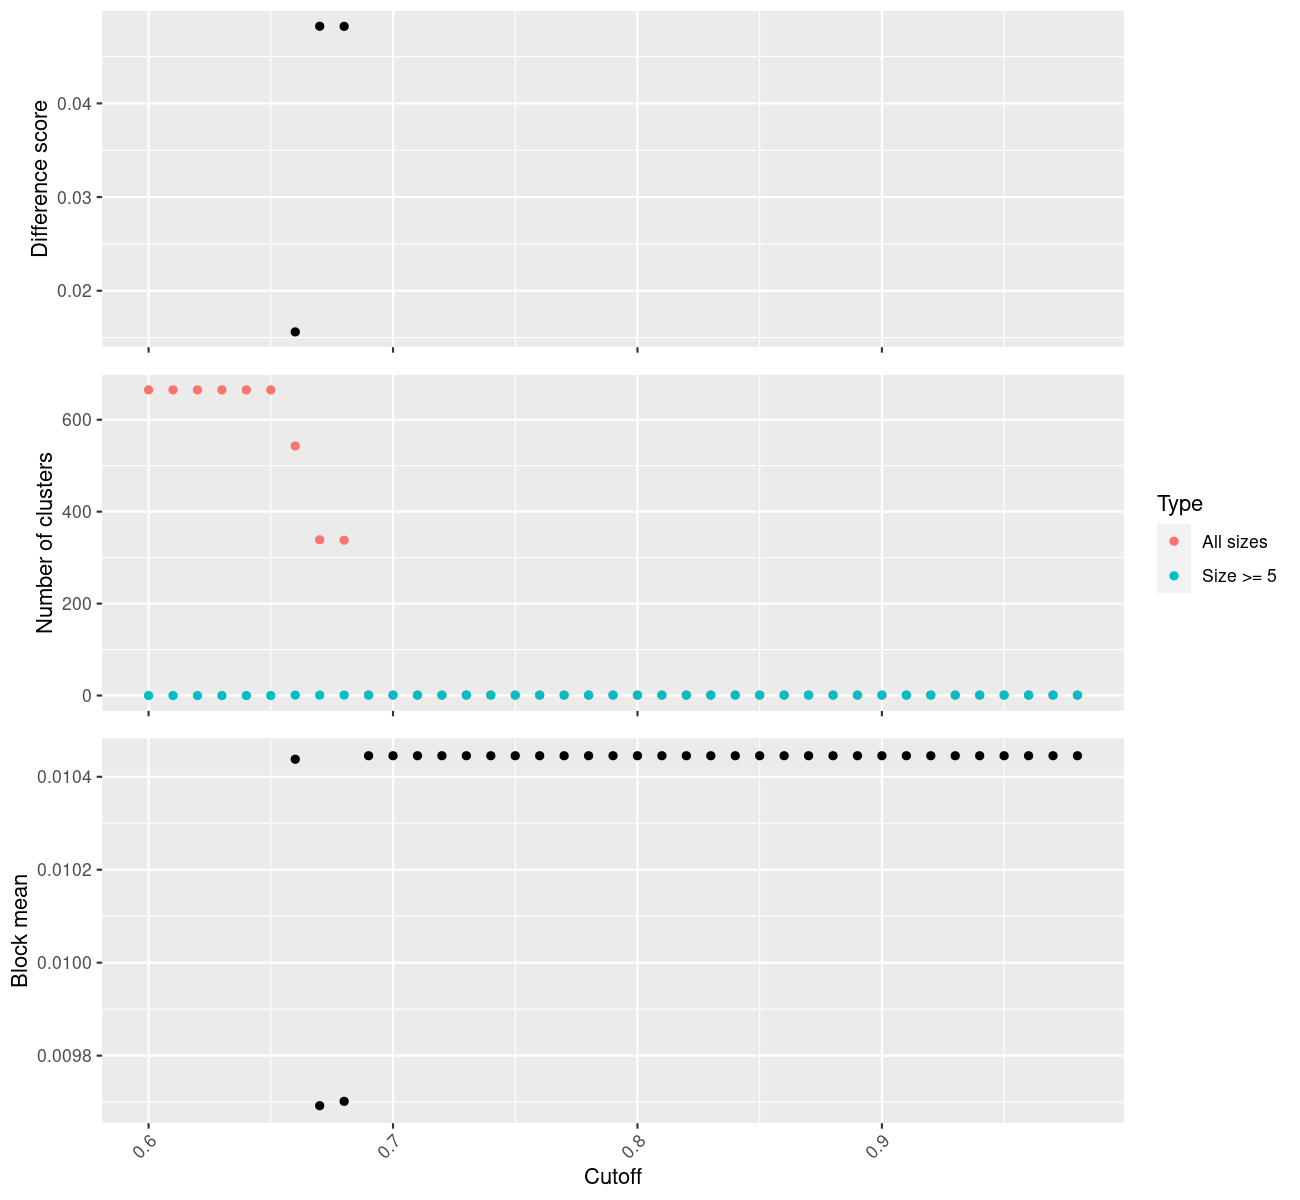 Difference score
0.04
0.03
0.02
Number of clusters
600
400
200
0
Type
All sizes
Size >= 5
Block mean
0.0104
0.0102
0.0100
0.0098
0.6
0.7
0.8
0.9
Cutoff